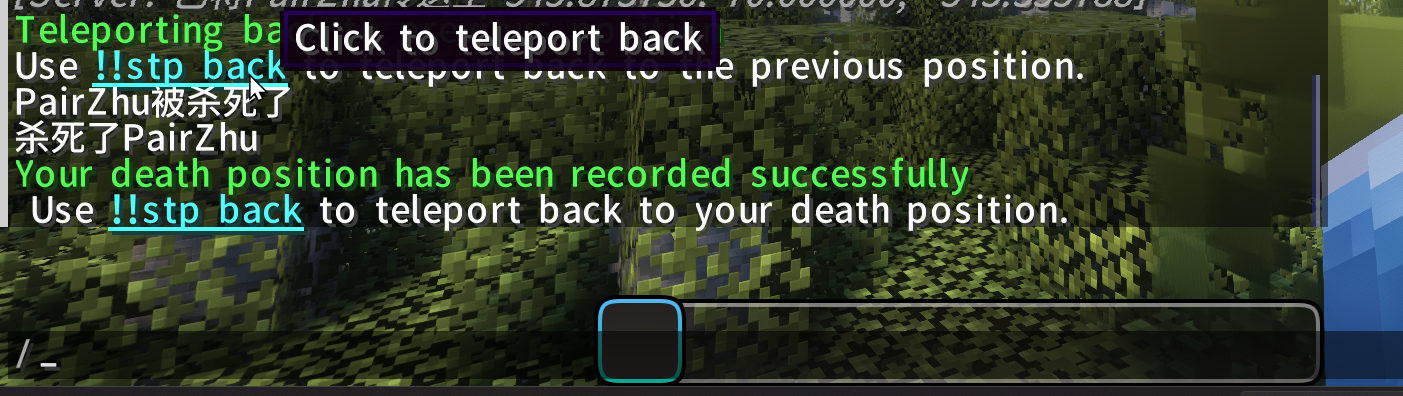 Teleporting ba
Click to teleport back
Use !!stp back to teleport back to the previous position.
PairZhu被杀死了
杀死了PairZhu
Your death position has been recorded successfully
Use !!stp back to teleport back to your death position.
/ _